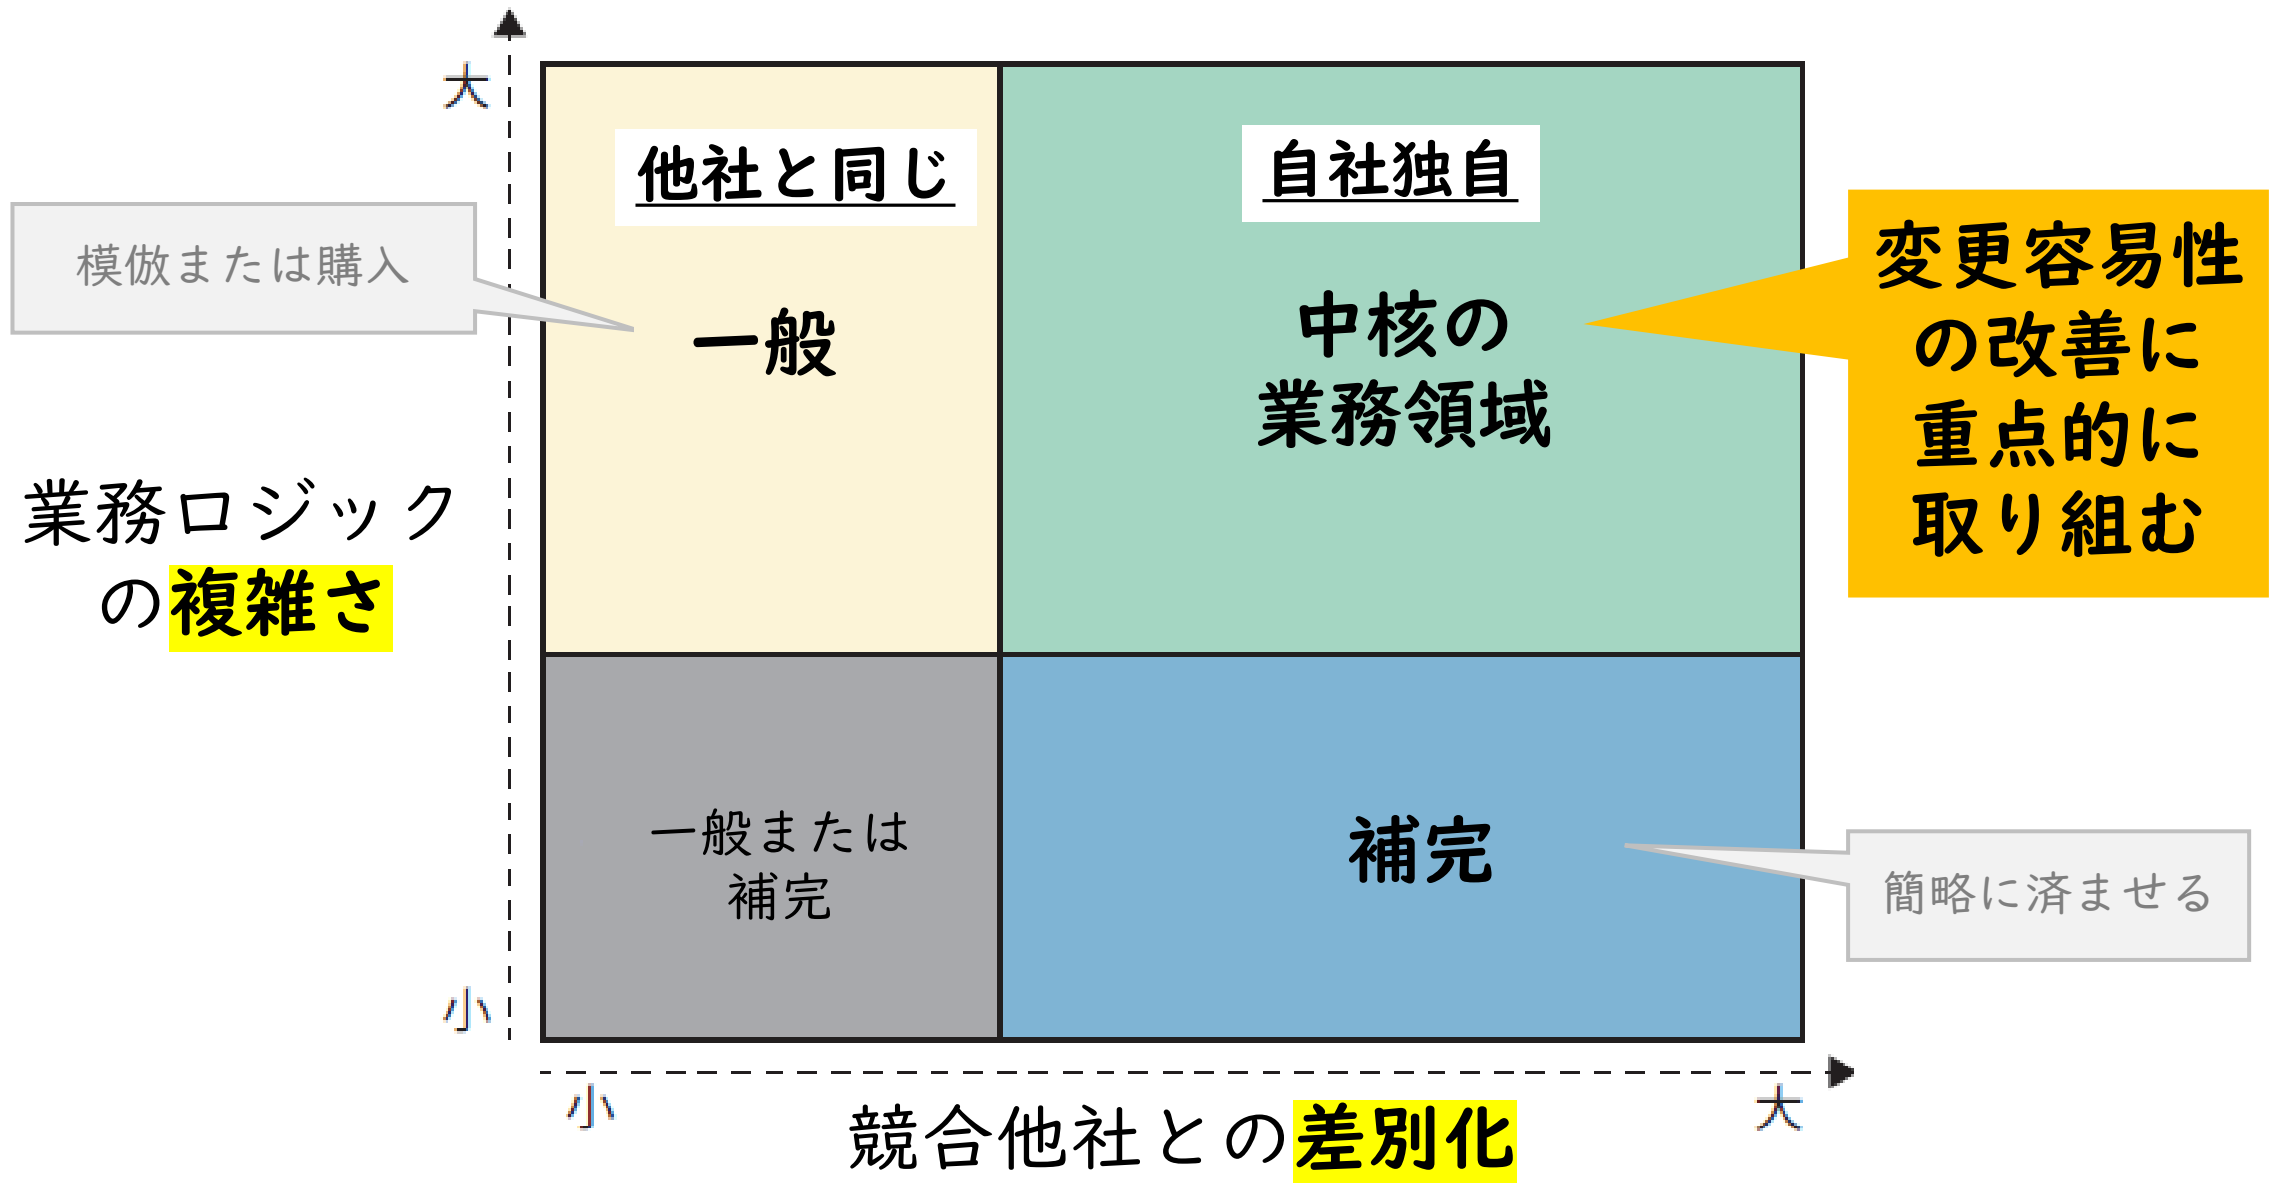 大
他社と同じ
自社独自
模倣または購入
一般
中核の
業務領域
変更容易性
の改善に
重点的に
取り組む
業務ロジック
の複雑さ
一般または
補完
補完
簡略に済ませる
小
小
大
競合他社との差別化